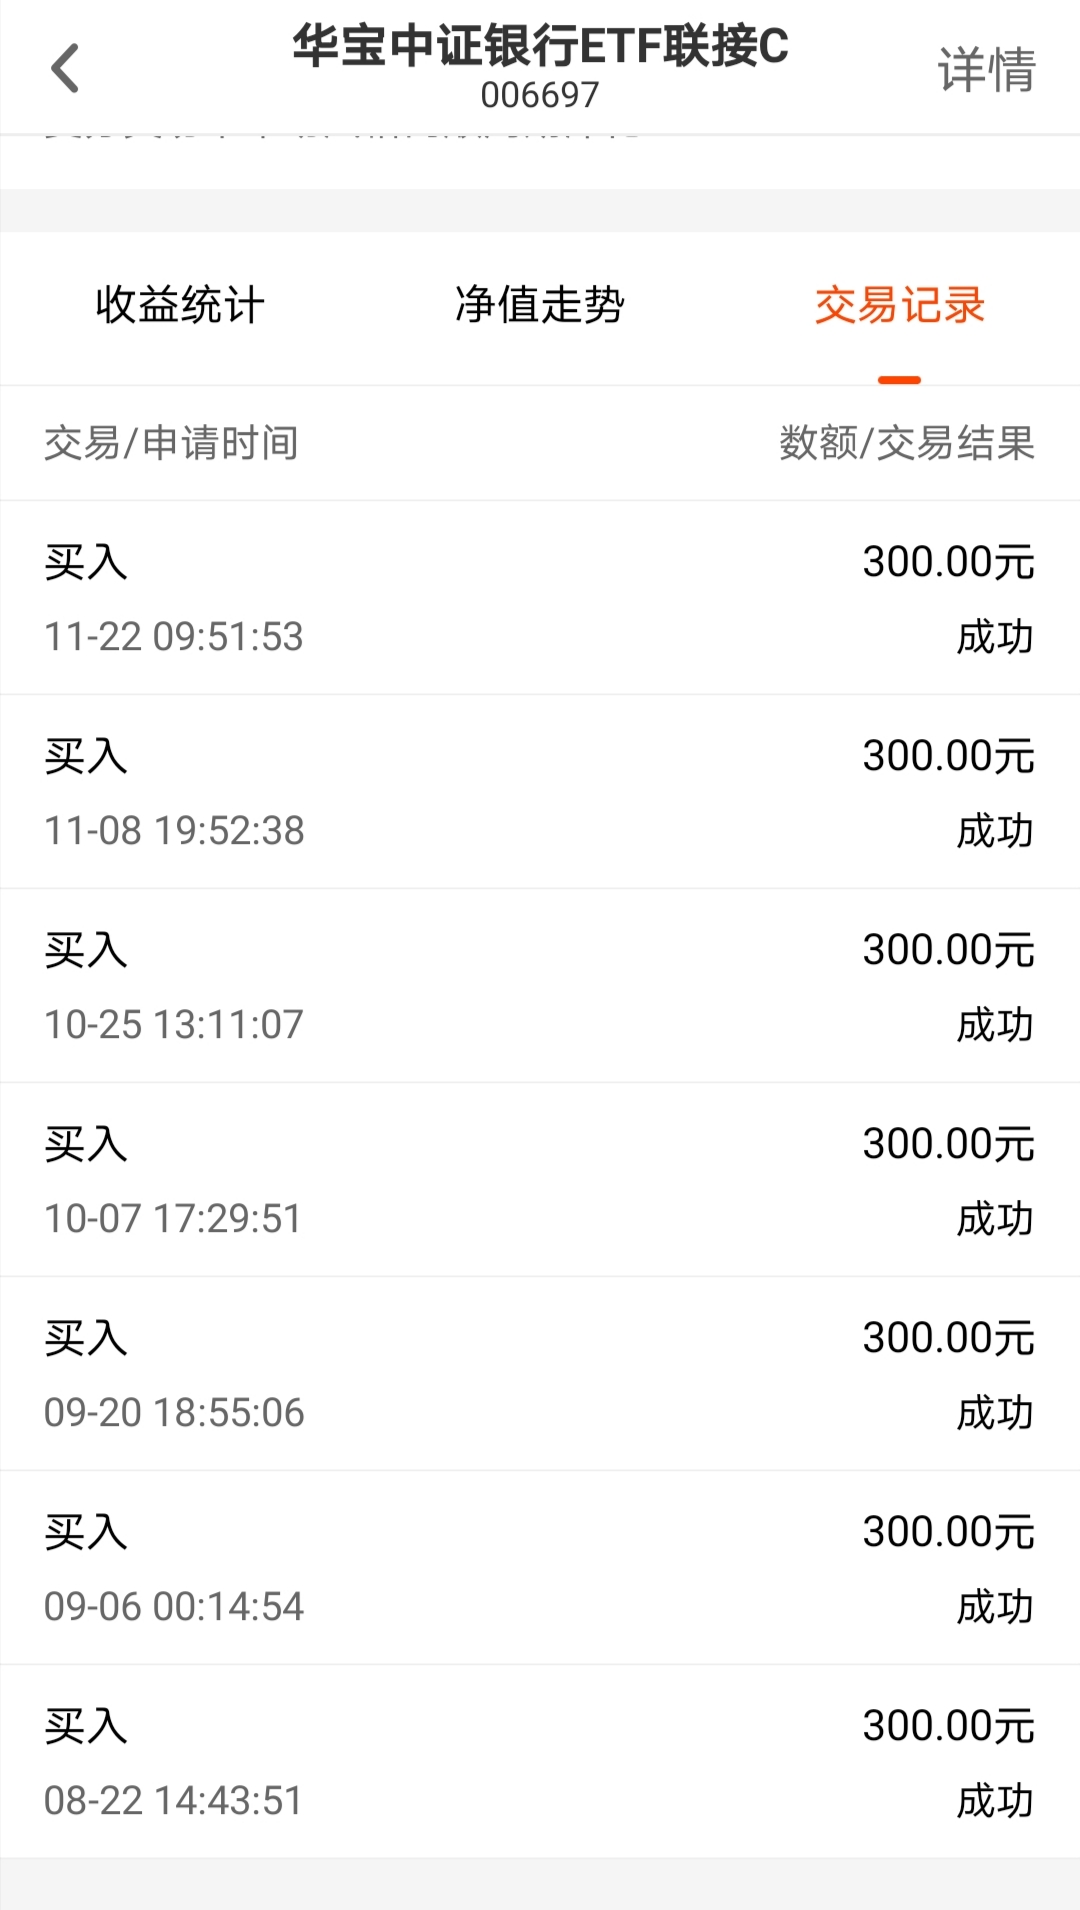 华宝中证银行ETF联接C
006697
详情
收益统计 净值走势 交易记录
交易/申请时间 数额/交易结果
买入 300.00元
11-22 09:51:53 成功
买入 300.00元
11-08 19:52:38 成功
买入 300.00元
10-25 13:11:07 成功
买入 300.00元
10-07 17:29:51 成功
买入 300.00元
09-20 18:55:06 成功
买入 300.00元
09-06 00:14:54 成功
买入 300.00元
08-22 14:43:51 成功